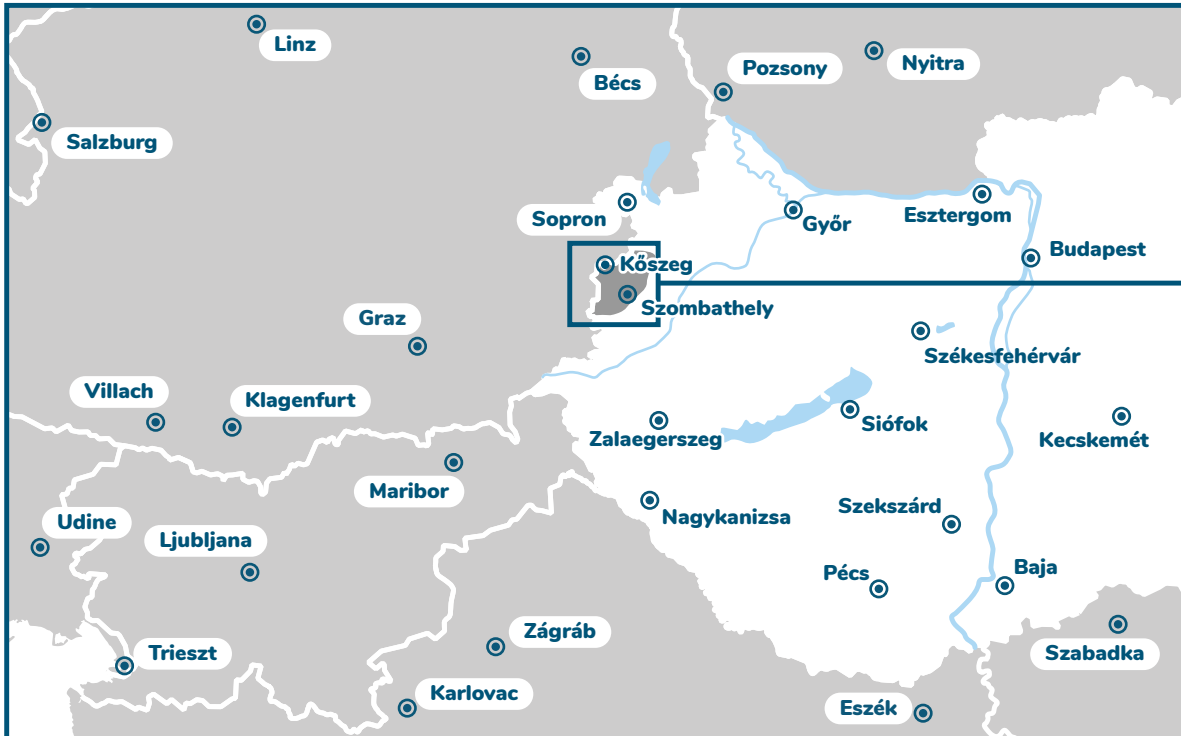 Linz
Bécs
Pozsony
Nyitra
Salzburg
Sopron
Győr
Esztergom
Budapest
Kőszeg
Szombathely
Graz
Székesfehérvár
Villach
Klagenfurt
Zalaegerszeg
Siófok
Kecskemét
Maribor
Nagykanizsa
Szekszárd
Udine
Ljubljana
Pécs
Baja
Zágráb
Trieszt
Szabadka
Karlovac
Eszék